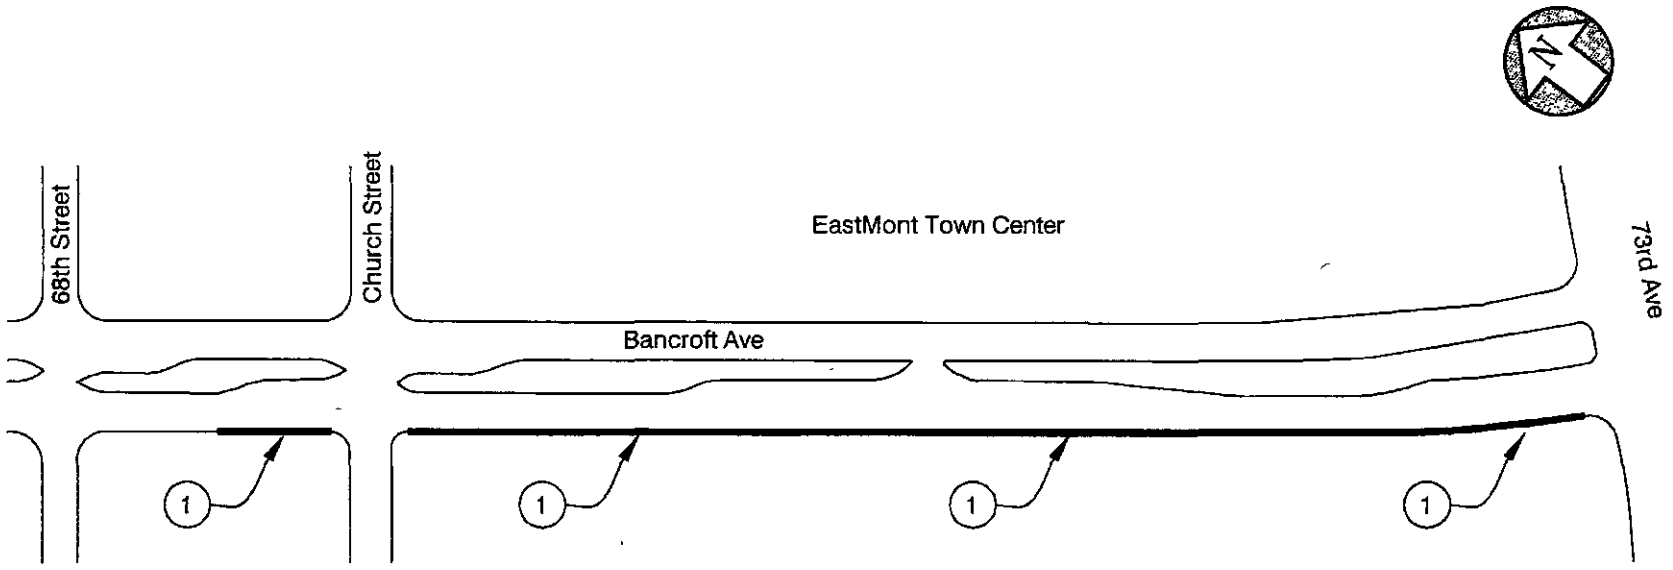 N
68th Street
Church Street
EastMont Town Center
73rd Ave
Bancroft Ave
1
1
1
1